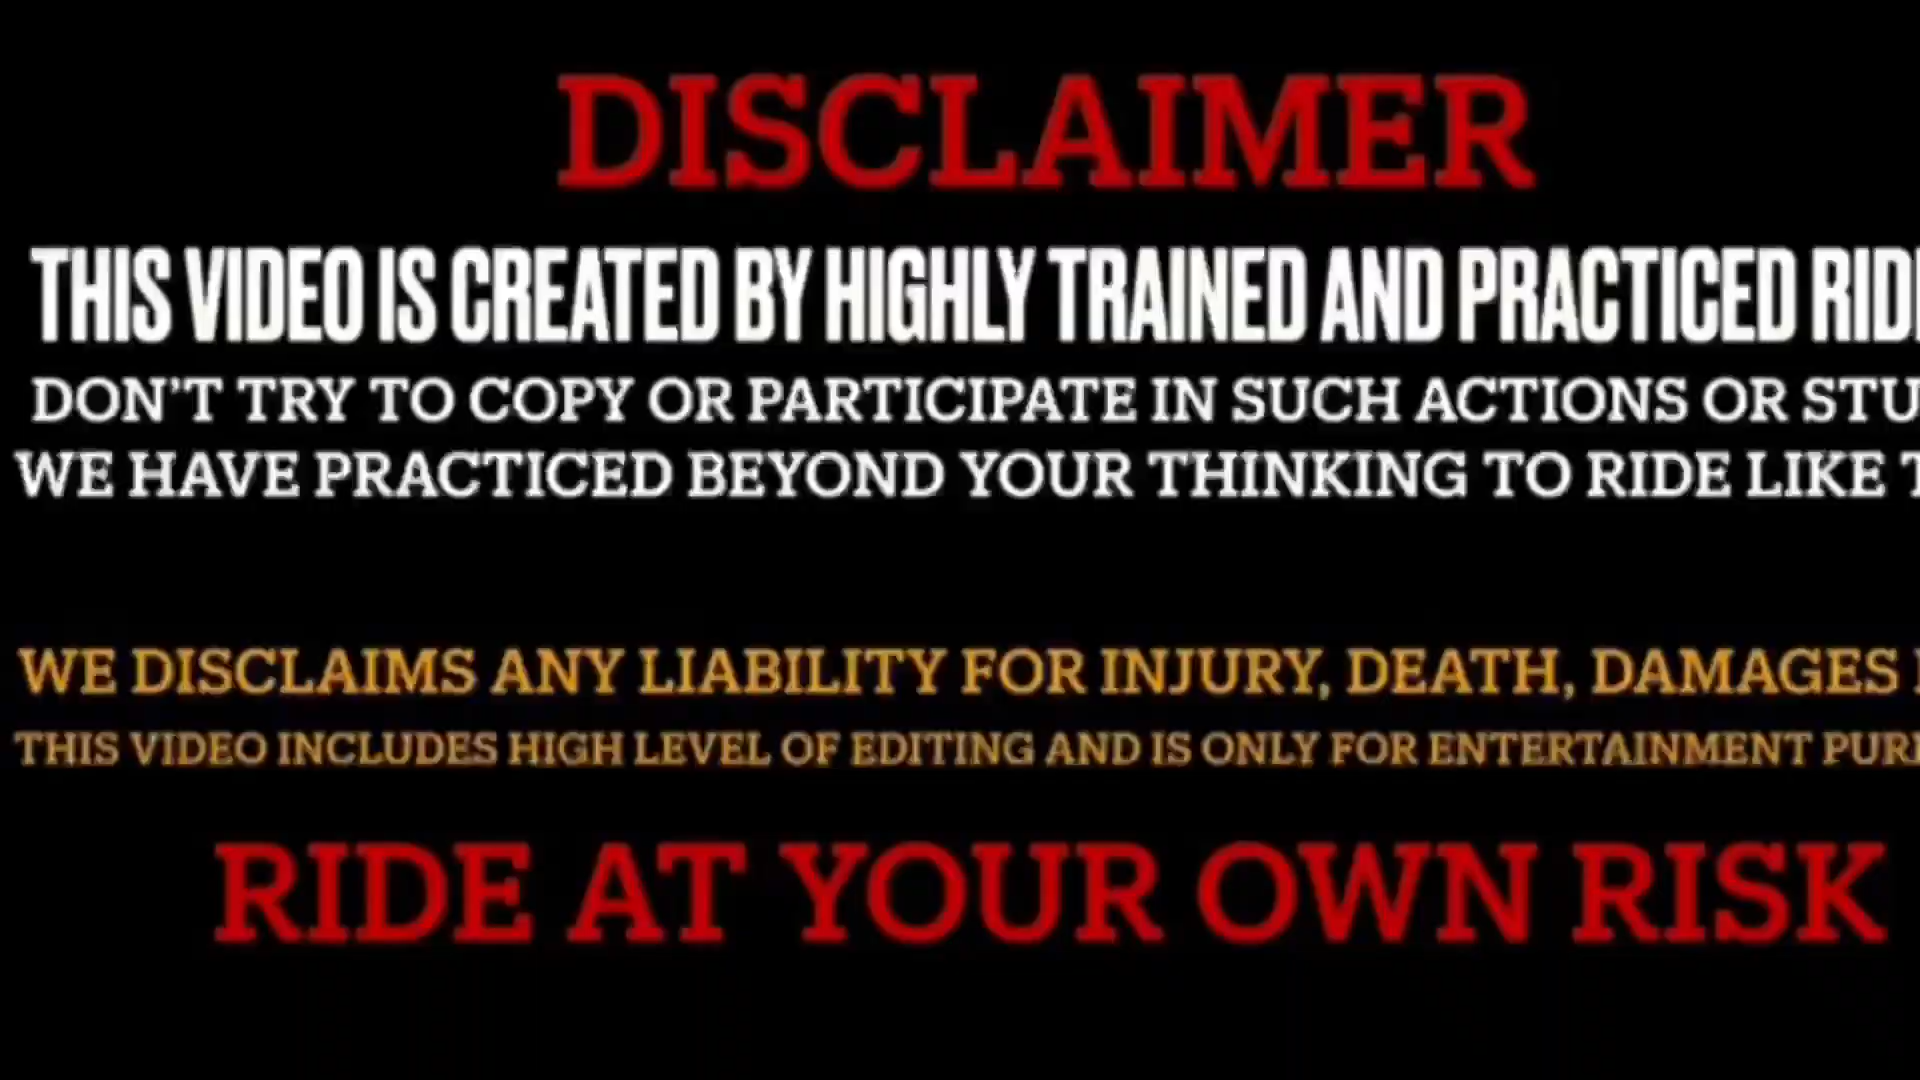 DISCLAIMER
THIS VIDEO IS CREATED BY HIGHLY TRAINED AND PRACTICED
DON'T TRY TO COPY OR PARTICIPATE IN SUCH ACTIONS OR
WE HAVE PRACTICED BEYOND YOUR THINKING TO RIDE LIKE
WE DISCLAIMS ANY LIABILITY FOR INJURY, DEATH, DAMAGES
THIS VIDEO INCLUDES HIGH LEVEL OF EDITING AND IS ONLY FOR ENTERTAINMENT
RIDE AT YOUR OWN RISK